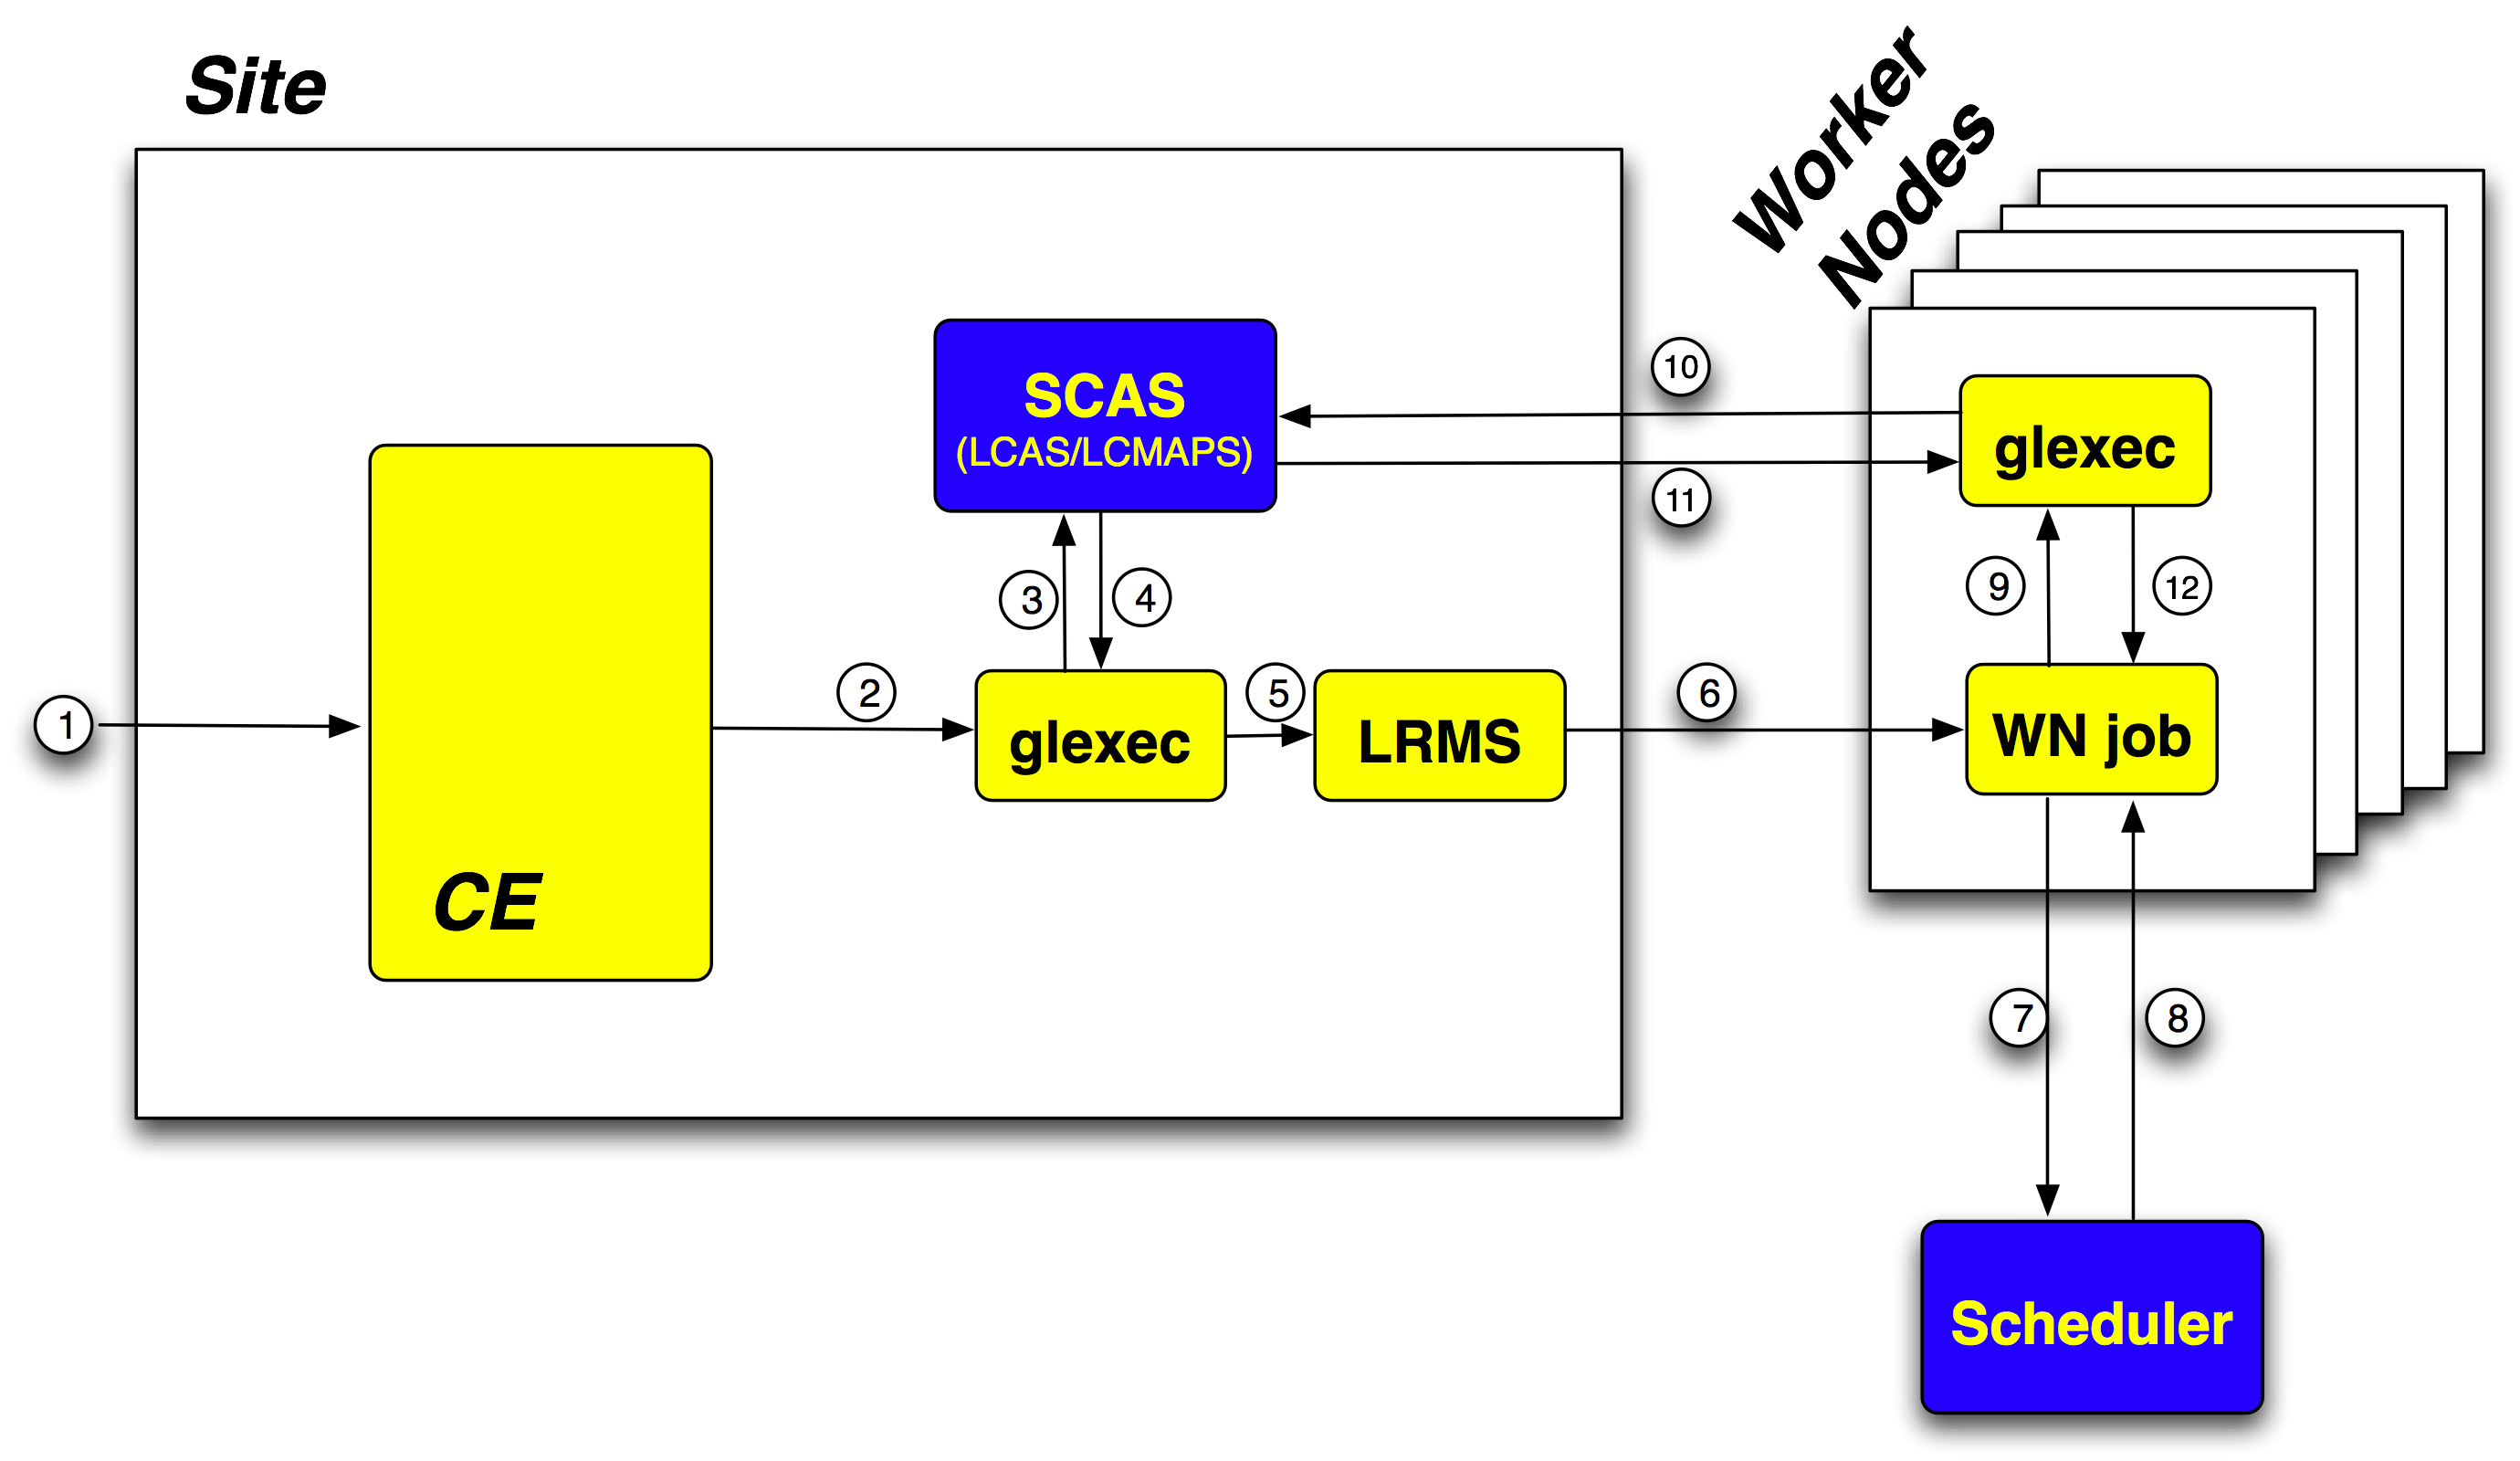 Site
Worker
Nodes
SCAS
(LCAS/LCMAPS)
10
glexec
11
3
4
9
12
1
2
glexec
5
LRMS
6
WN job
CE
7
8
Scheduler